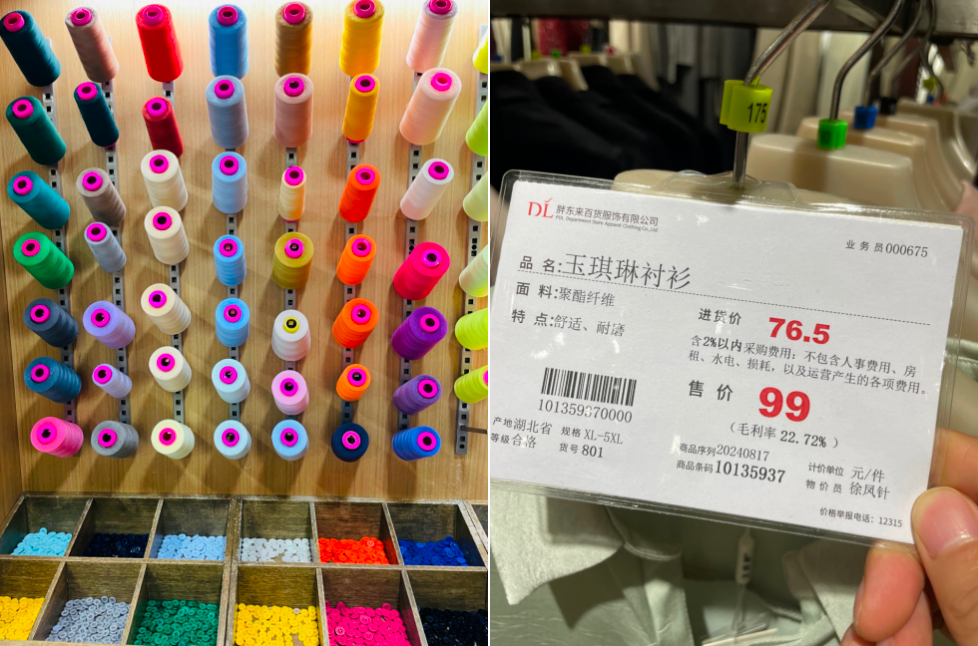 175
DL 胖东来百货服饰有限公司
PDL Department Store Apparel Clothing Co.,Ltd
业务员000675
品名:玉琪琳衬衫
面料:聚酯纤维
特点:舒适、耐磨
进货价 76.5
含2%以内采购费用:不包含人事费用、房
租、水电、损耗，以及运营产生的各项费用。
售价 99
（毛利率 22.72% ）
101359370000
产地湖北省 规格 XL-5XL
等级合格 货号 801
商品序列20240817 计价单位 元/件
商品条码10135937 物价员 徐凤针
价格举报电话：12315